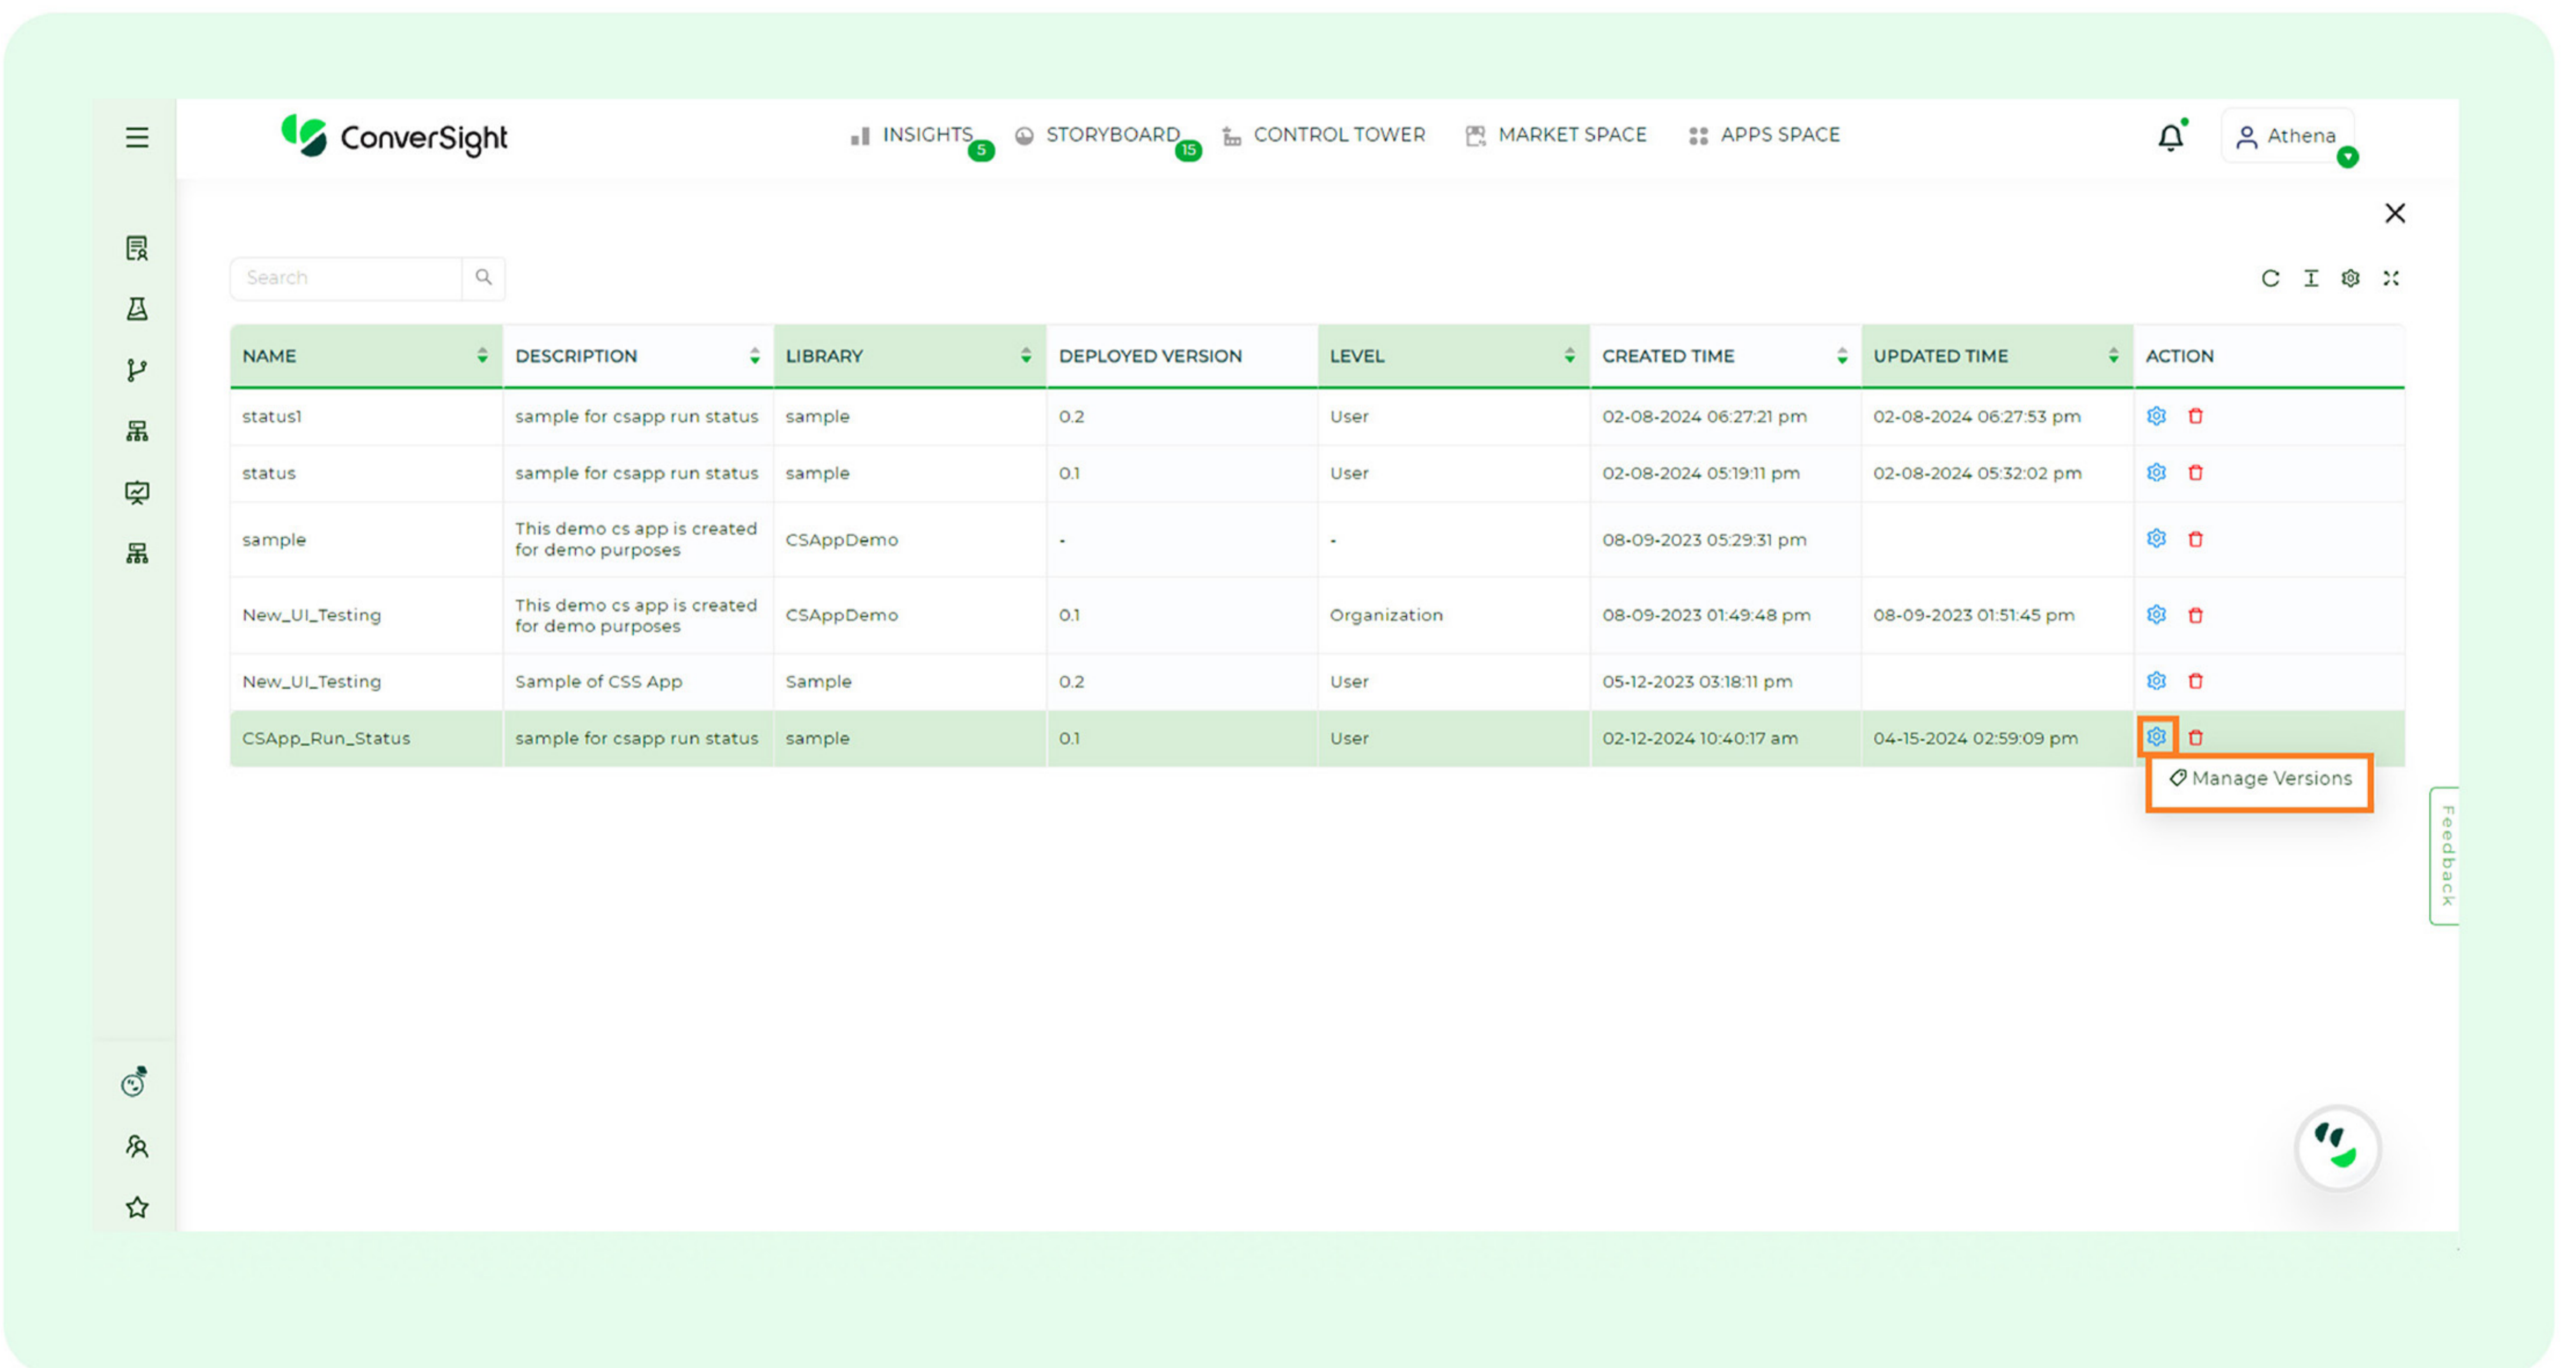 ConverSight
INSIGHTS 5 STORYBOARD 15 CONTROL TOWER MARKET SPACE APPS SPACE
Athena
Search
NAME DESCRIPTION LIBRARY DEPLOYED VERSION LEVEL CREATED TIME UPDATED TIME ACTION
status1 sample for csapp run status sample 0.2 User 02-08-2024 06:27:21 pm 02-08-2024 06:27:53 pm
status sample for csapp run status sample 0.1 User 02-08-2024 05:19:11 pm 02-08-2024 05:32:02 pm
This demo cs app is created
sample for demo purposes CSAppDemo - - 08-09-2023 05:29:31 pm
This demo cs app is created
New_UI_Testing for demo purposes CSAppDemo 0.1 Organization 08-09-2023 01:49:48 pm 08-09-2023 01:51:45 pm
New_UI_Testing Sample of CSS App Sample 0.2 User 05-12-2023 03:18:11 pm
CSApp_Run_Status sample for csapp run status sample 0.1 User 02-12-2024 10:40:17 am 04-15-2024 02:59:09 pm
Manage Versions
Feedback